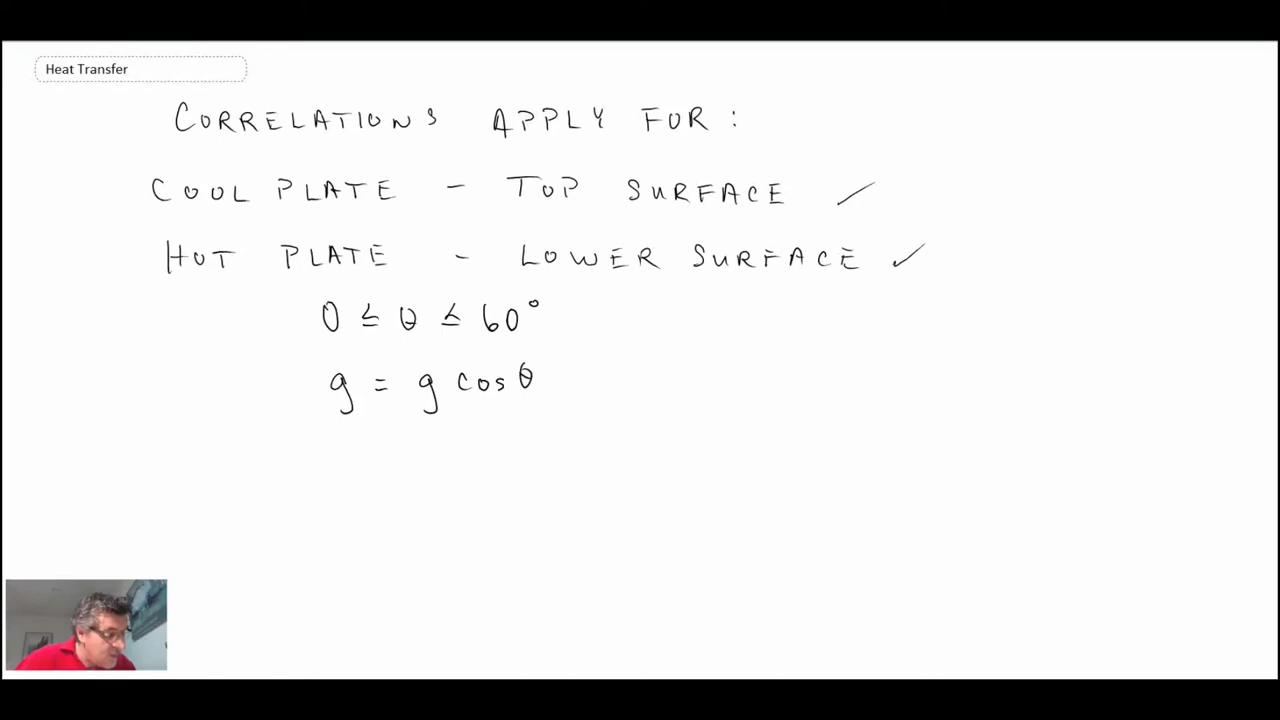 Heat Transfer
CORRELATIONS APPLY FOR:
COOL PLATE - TOP SURFACE ✓
HOT PLATE - LOWER SURFACE ✓
0 ≤ θ ≤ 60°
g = g cos θ